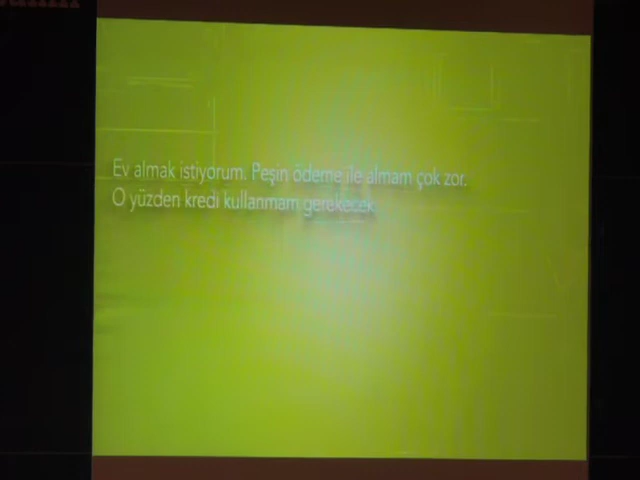 Ev almak istiyorum. Peşin ödeme ile almam çok zor.
O yüzden kredi kullanmam gerekecek.